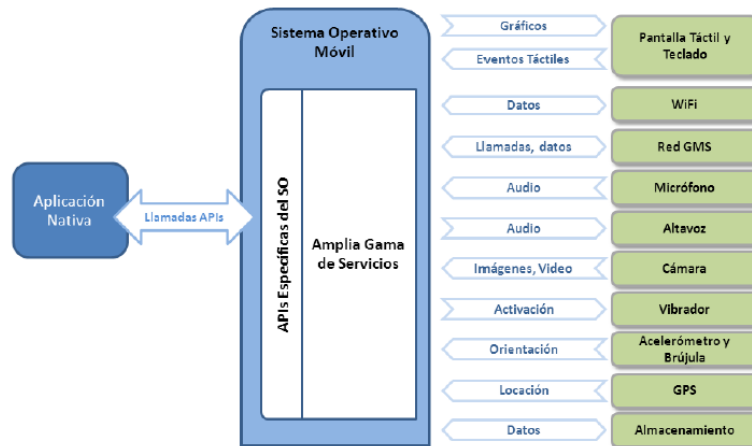 Sistema Operativo
Móvil
Aplicación
Nativa
Llamadas APIs
APIs Específicas del SO
Amplia Gama
de Servicios
Gráficos
Eventos Táctiles
Pantalla Táctil y
Teclado
Datos
WiFi
Llamadas, datos
Red GMS
Audio
Micrófono
Audio
Altavoz
Imágenes, Video
Cámara
Activación
Vibrador
Orientación
Acelerómetro y
Brújula
Locación
GPS
Datos
Almacenamiento